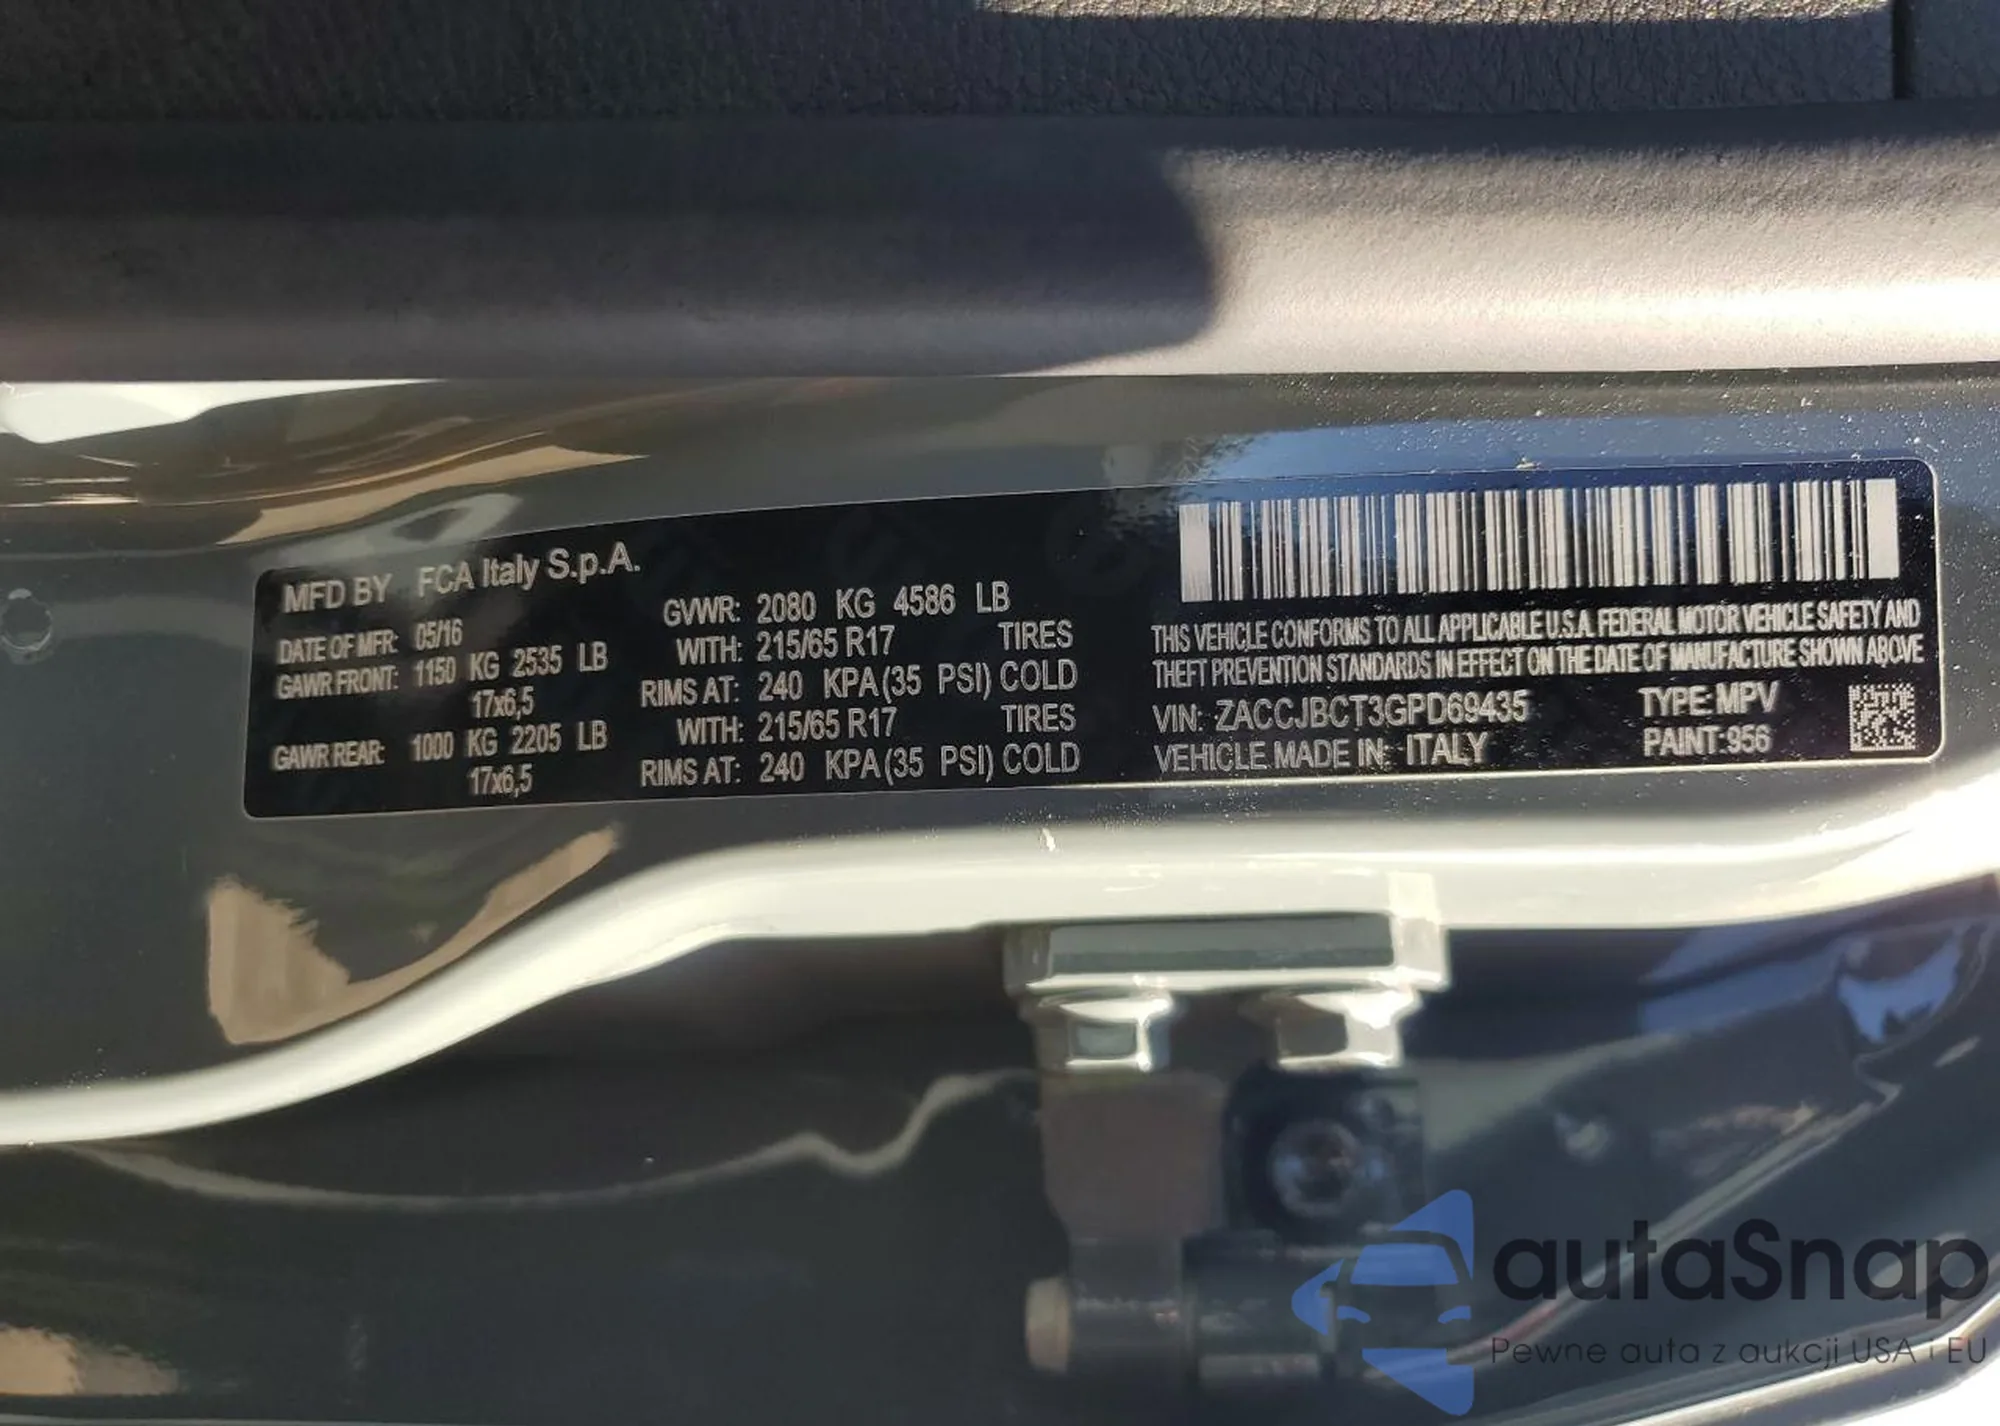 MFD BY FCA Italy S.p.A.
DATE OF MFR: 05/16 GVWR: 2080 KG 4586 LB
GAWR FRONT: 1150 KG 2535 LB WITH: 215/65 R17 TIRES
17x6,5 RIMS AT: 240 KPA(35 PSI) COLD
GAWR REAR: 1000 KG 2205 LB WITH: 215/65 R17 TIRES
17x6,5 RIMS AT: 240 KPA(35 PSI) COLD
THIS VEHICLE CONFORMS TO ALL APPLICABLE U.S.A. FEDERAL MOTOR VEHICLE SAFETY AND
THEFT PREVENTION STANDARDS IN EFFECT ON THE DATE OF MANUFACTURE SHOWN ABOVE
VIN: ZACCJBCT3GPD69435 TYPE: MPV
VEHICLE MADE IN: ITALY PAINT: 956
autaSnap
Pewne auta z aukcji USA i EU